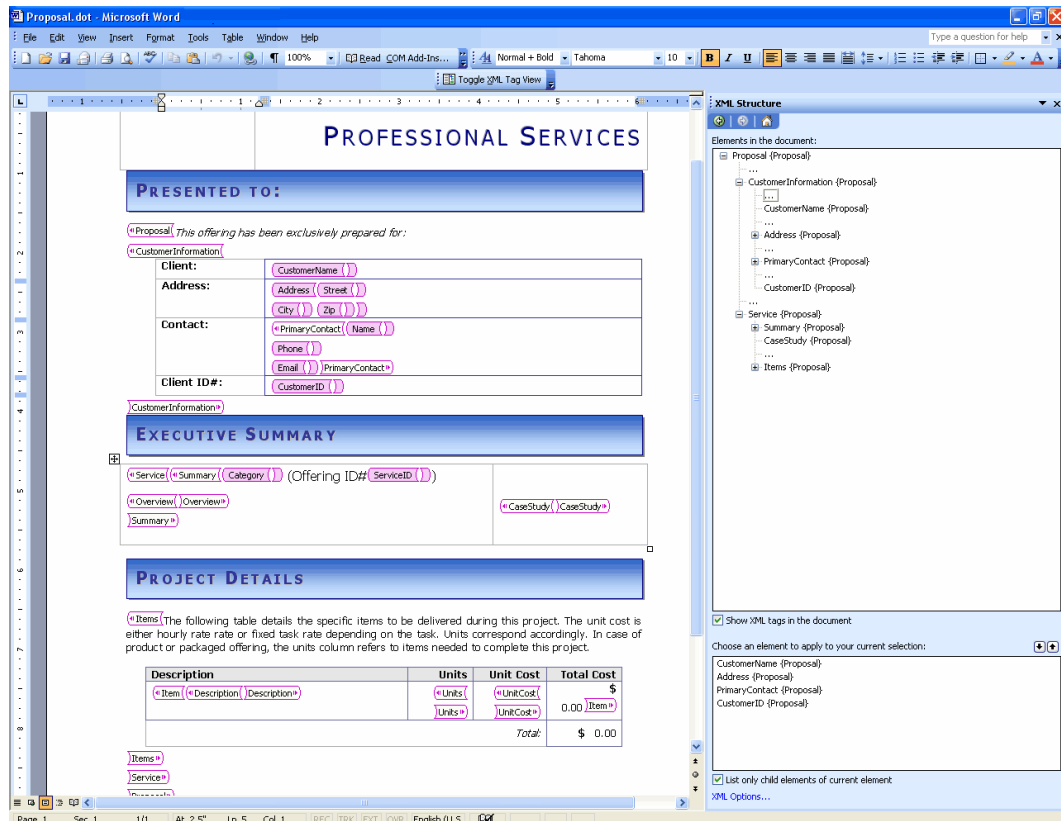 Proposal.dot - Microsoft Word
File Edit View Insert Format Tools Table Window Help
Type a question for help
100% Read COM Add-Ins... Normal + Bold Tahoma 10 B I U
Toggle XML Tag View
PROFESSIONAL SERVICES
PRESENTED TO:
Proposal This offering has been exclusively prepared for:
CustomerInformation
Client: CustomerName
Address: Address Street
City Zip
Contact: PrimaryContact Name
Phone
Email PrimaryContact
Client ID#: CustomerID
CustomerInformation
EXECUTIVE SUMMARY
Service Summary Category (Offering ID# ServiceID )
Overview Overview
CaseStudy CaseStudy
Summary
PROJECT DETAILS
Items The following table details the specific items to be delivered during this project. The unit cost is
either hourly rate rate or fixed task rate depending on the task. Units correspond accordingly. In case of
product or packaged offering, the units column refers to items needed to complete this project.
Description Units Unit Cost Total Cost
Item Description Description Units UnitCost $
Units UnitCost 0.00 Item
Total: $ 0.00
Items
Service
Proposal
XML Structure
Elements in the document:
Proposal {Proposal}
...
CustomerInformation {Proposal}
...
CustomerName {Proposal}
...
Address {Proposal}
...
PrimaryContact {Proposal}
...
CustomerID {Proposal}
...
Service {Proposal}
Summary {Proposal}
CaseStudy {Proposal}
...
Items {Proposal}
Show XML tags in the document
Choose an element to apply to your current selection:
CustomerName {Proposal}
Address {Proposal}
PrimaryContact {Proposal}
CustomerID {Proposal}
List only child elements of current element
XML Options...
Page 1 Sec 1 1/1 At 2.5" Ln 5 Col 1 REC TRK EXT OVR English (U.S